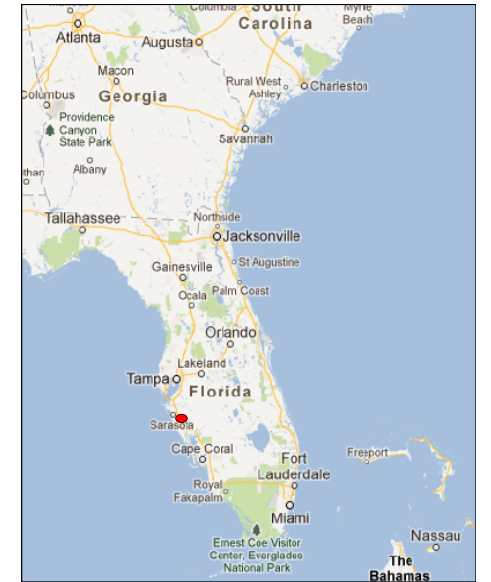 Columbia
South
Carolina
Myrtle
Beach
Atlanta
Augusta
Macon
Rural West
Ashley
Charleston
Columbus
Georgia
Providence
Canyon
State Park
Savannah
Albany
than
Tallahassee
Northside
Jacksonville
Gainesville
St Augustine
Ocala
Palm Coast
Orlando
Lakeland
Tampa
Florida
Sarasota
Cape Coral
Fort
Lauderdale
Freeport
Royal
Fakapalm
Miami
Ernest Coe Visitor
Center, Everglades
National Park
Nassau
The
Bahamas